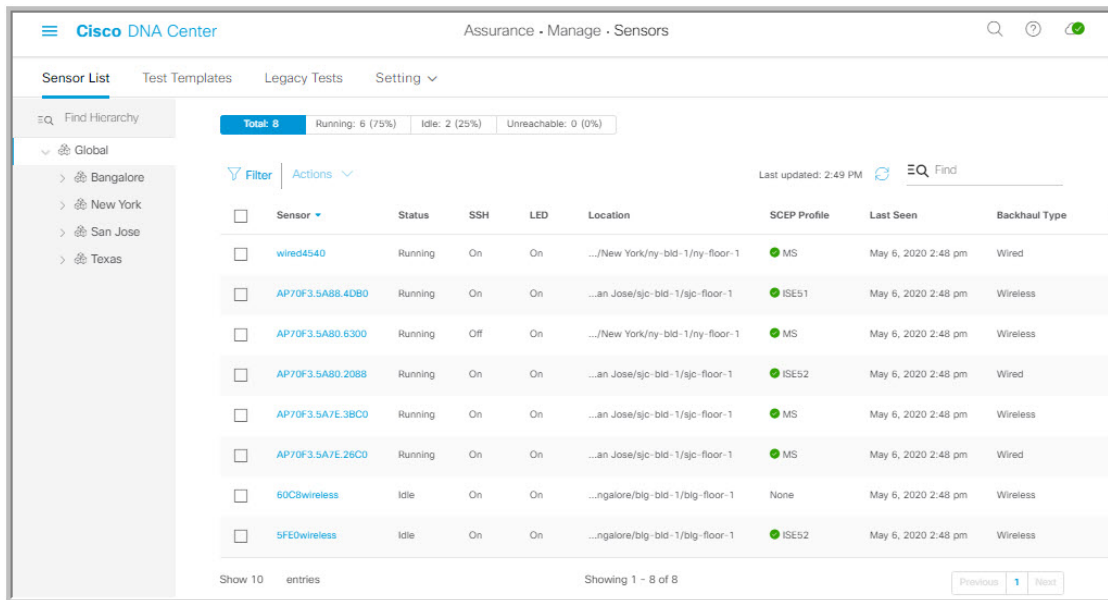 Cisco DNA Center
Assurance · Manage · Sensors
Sensor List Test Templates Legacy Tests Setting
Find Hierarchy
Global
Bangalore
New York
San Jose
Texas
Total: 8 Running: 6 (75%) Idle: 2 (25%) Unreachable: 0 (0%)
Filter Actions Last updated: 2:49 PM Find
Sensor Status SSH LED Location SCEP Profile Last Seen Backhaul Type
wired4540 Running On On .../New York/ny-bld-1/ny-floor-1 MS May 6, 2020 2:48 pm Wired
AP70F3.5A88.4DB0 Running On On ...an Jose/sjc-bld-1/sjc-floor-1 ISE51 May 6, 2020 2:48 pm Wireless
AP70F3.5A80.6300 Running Off On .../New York/ny-bld-1/ny-floor-1 MS May 6, 2020 2:48 pm Wireless
AP70F3.5A80.2088 Running On On ...an Jose/sjc-bld-1/sjc-floor-1 ISE52 May 6, 2020 2:48 pm Wired
AP70F3.5A7E.3BC0 Running On On ...an Jose/sjc-bld-1/sjc-floor-1 MS May 6, 2020 2:48 pm Wireless
AP70F3.5A7E.26C0 Running On On ...an Jose/sjc-bld-1/sjc-floor-1 MS May 6, 2020 2:48 pm Wired
60C8wireless Idle On On ...ngalore/blg-bld-1/blg-floor-1 None May 6, 2020 2:48 pm Wireless
5FE0wireless Idle On On ...ngalore/blg-bld-1/blg-floor-1 ISE52 May 6, 2020 2:48 pm Wireless
Show 10 entries Showing 1 - 8 of 8 Previous 1 Next